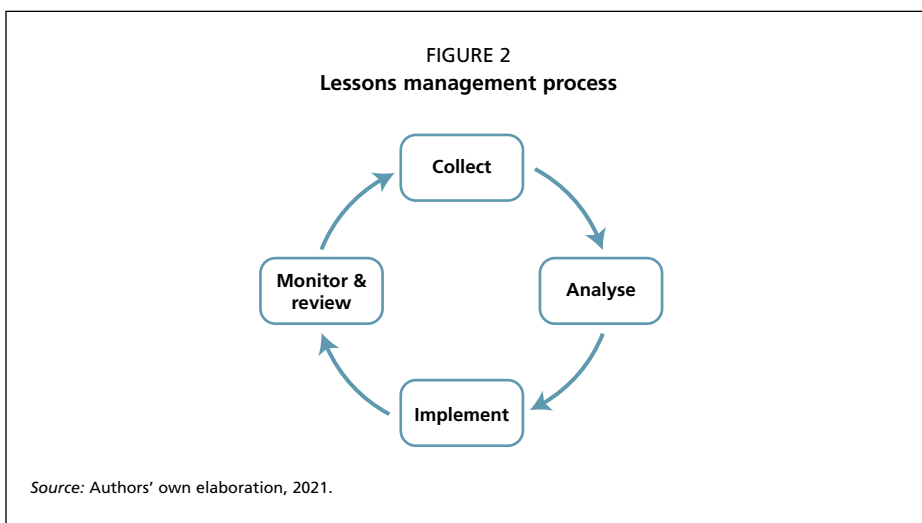 FIGURE 2
Lessons management process
Collect
Analyse
Implement
Monitor &
review
Source: Authors' own elaboration, 2021.